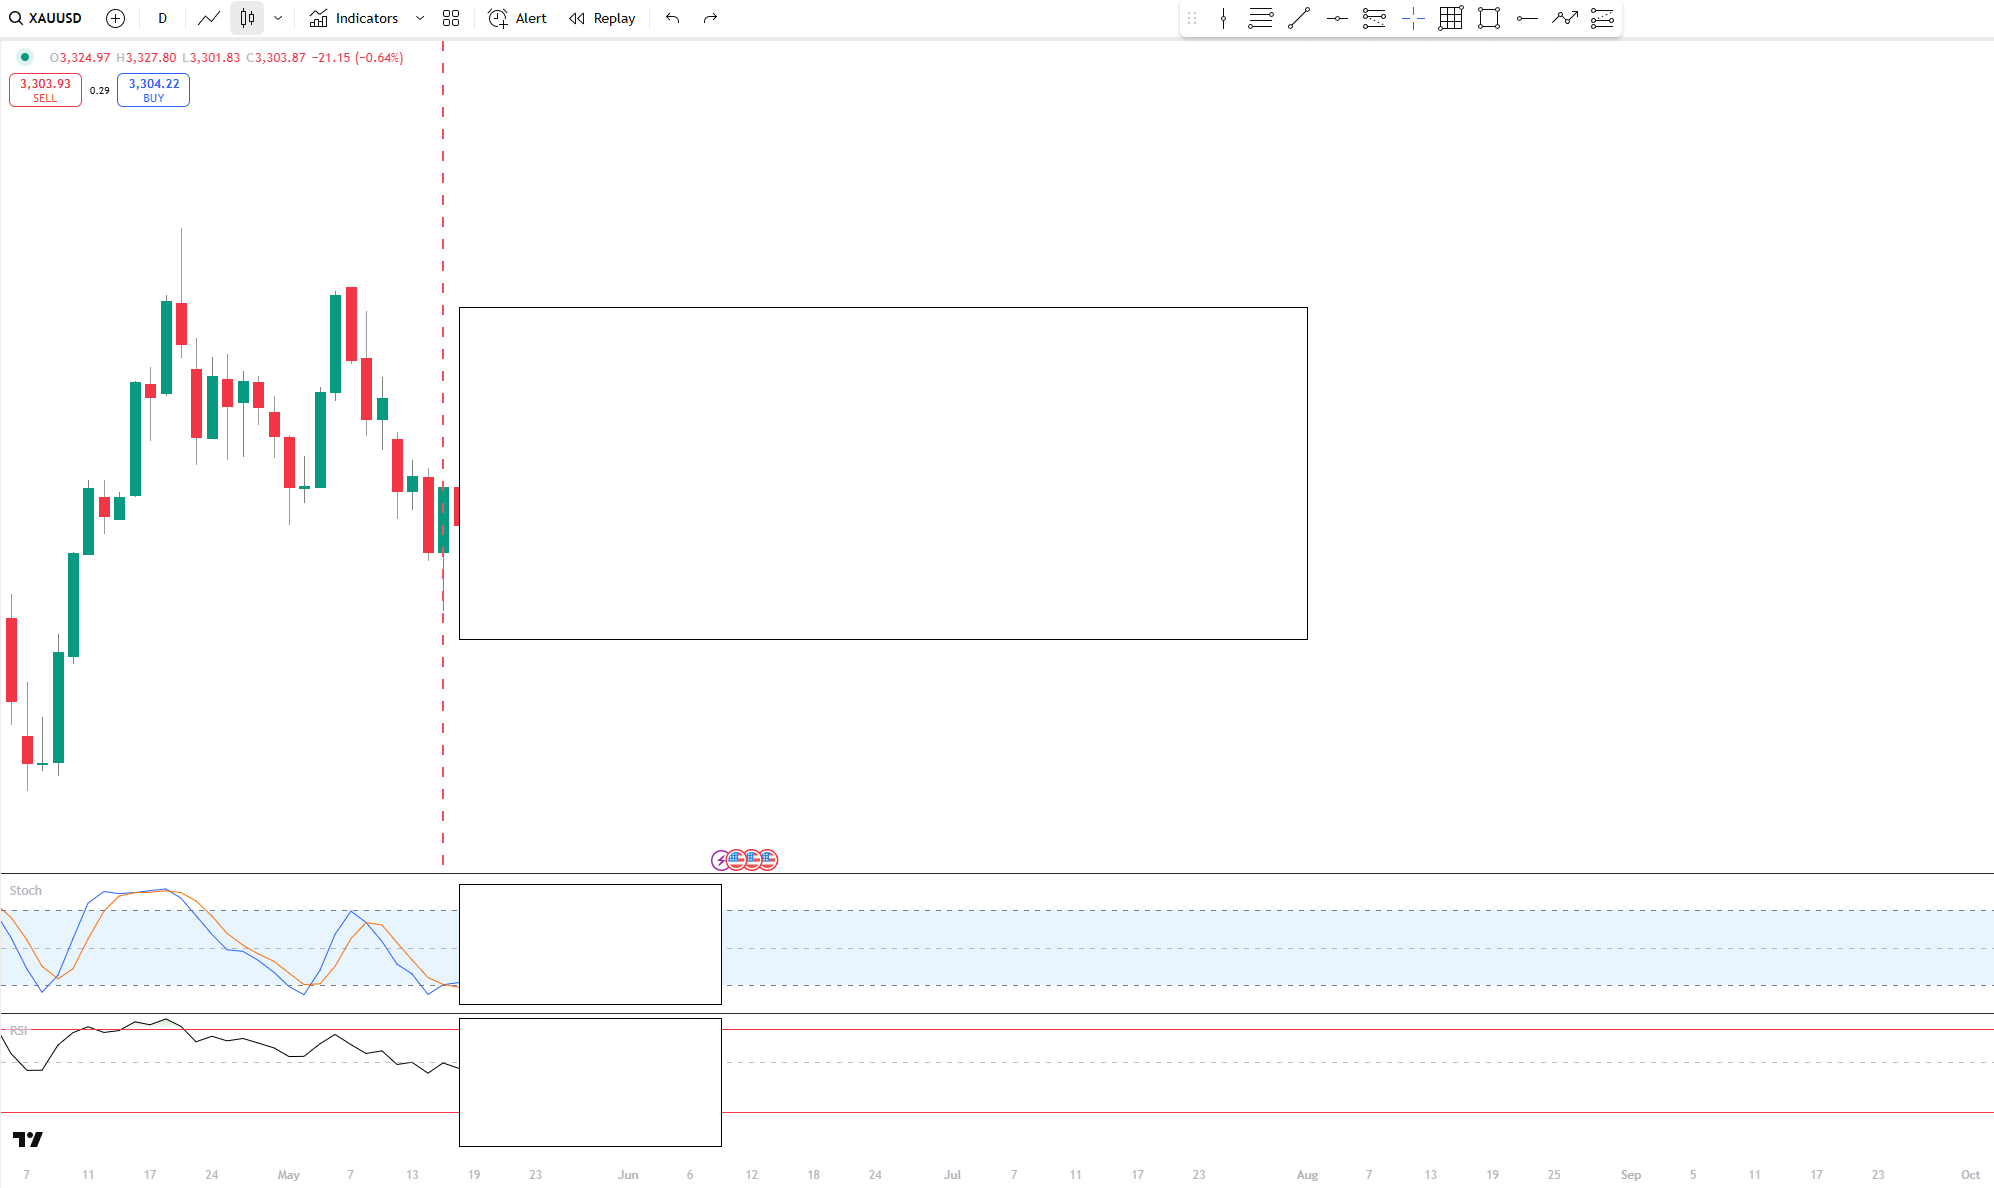 XAUUSD D Indicators Alert Replay
O3,324.97 H3,327.80 L3,301.83 C3,303.87 −21.15 (−0.64%)
3,303.93 0.29 3,304.22
SELL BUY
Stoch
RSI
7 11 17 24 May 7 13 19 23 Jun 6 12 18 24 Jul 7 11 17 23 Aug 7 13 19 25 Sep 5 11 17 23 Oct